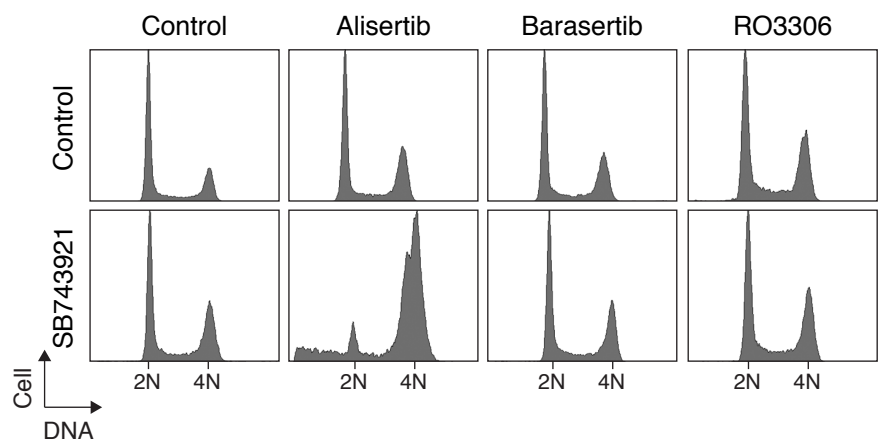 Control Alisertib Barasertib RO3306
Control
SB743921
2N 4N 2N 4N 2N 4N 2N 4N
Cell
DNA